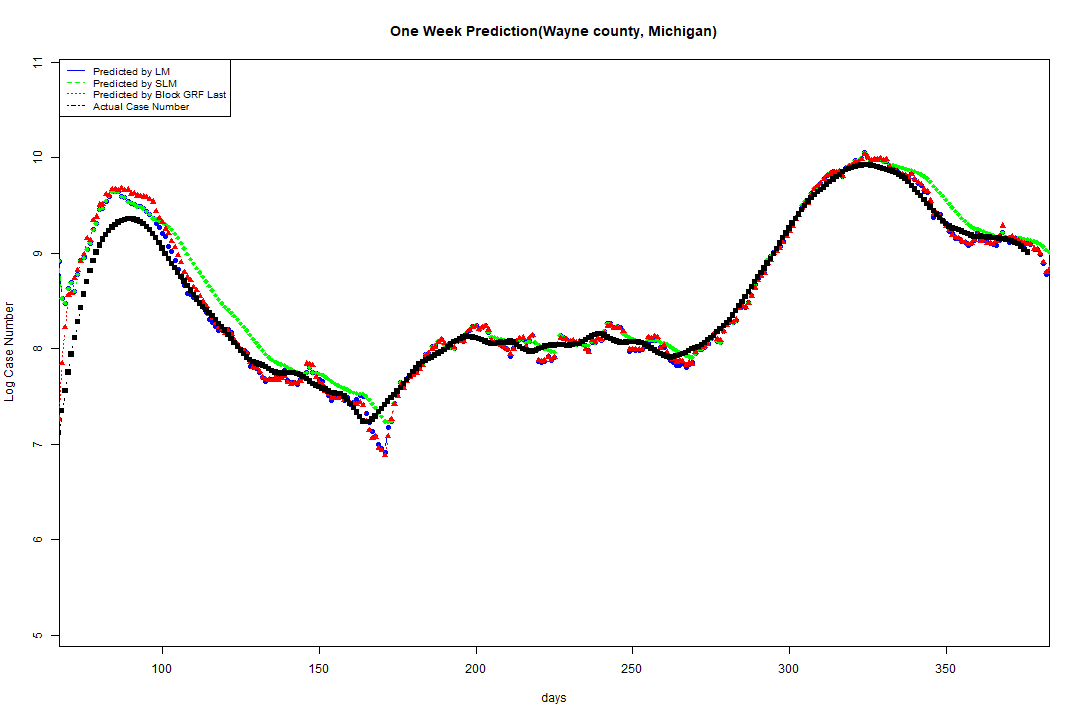 One Week Prediction(Wayne county, Michigan)
Predicted by LM
Predicted by SLM
Predicted by Block GRF Last
Actual Case Number
11
10
9
8
7
6
5
Log Case Number
100 150 200 250 300 350
days